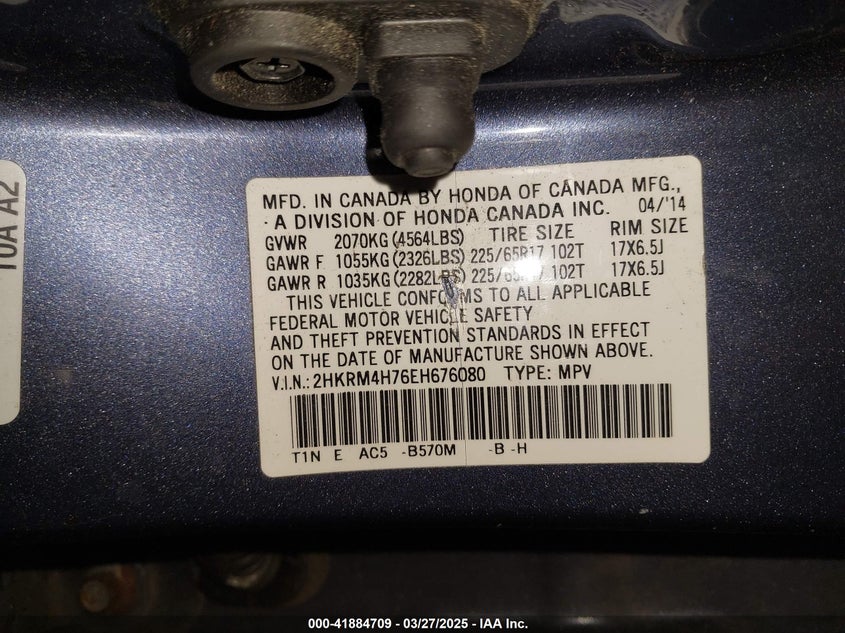 10A A2
MFD. IN CANADA BY HONDA OF CANADA MFG.,
A DIVISION OF HONDA CANADA INC. 04/'14
GVWR 2070KG (4564LBS) TIRE SIZE RIM SIZE
GAWR F 1055KG (2326LBS) 225/65R17 102T 17X6.5J
GAWR R 1035KG (2282LBS) 225/65R17 102T 17X6.5J
THIS VEHICLE CONFORMS TO ALL APPLICABLE
FEDERAL MOTOR VEHICLE SAFETY
AND THEFT PREVENTION STANDARDS IN EFFECT
ON THE DATE OF MANUFACTURE SHOWN ABOVE.
V.I.N.: 2HKRM4H76EH676080 TYPE: MPV
T1N E AC5 -B570M -B -H
000-41884709 - 03/27/2025 - IAA Inc.